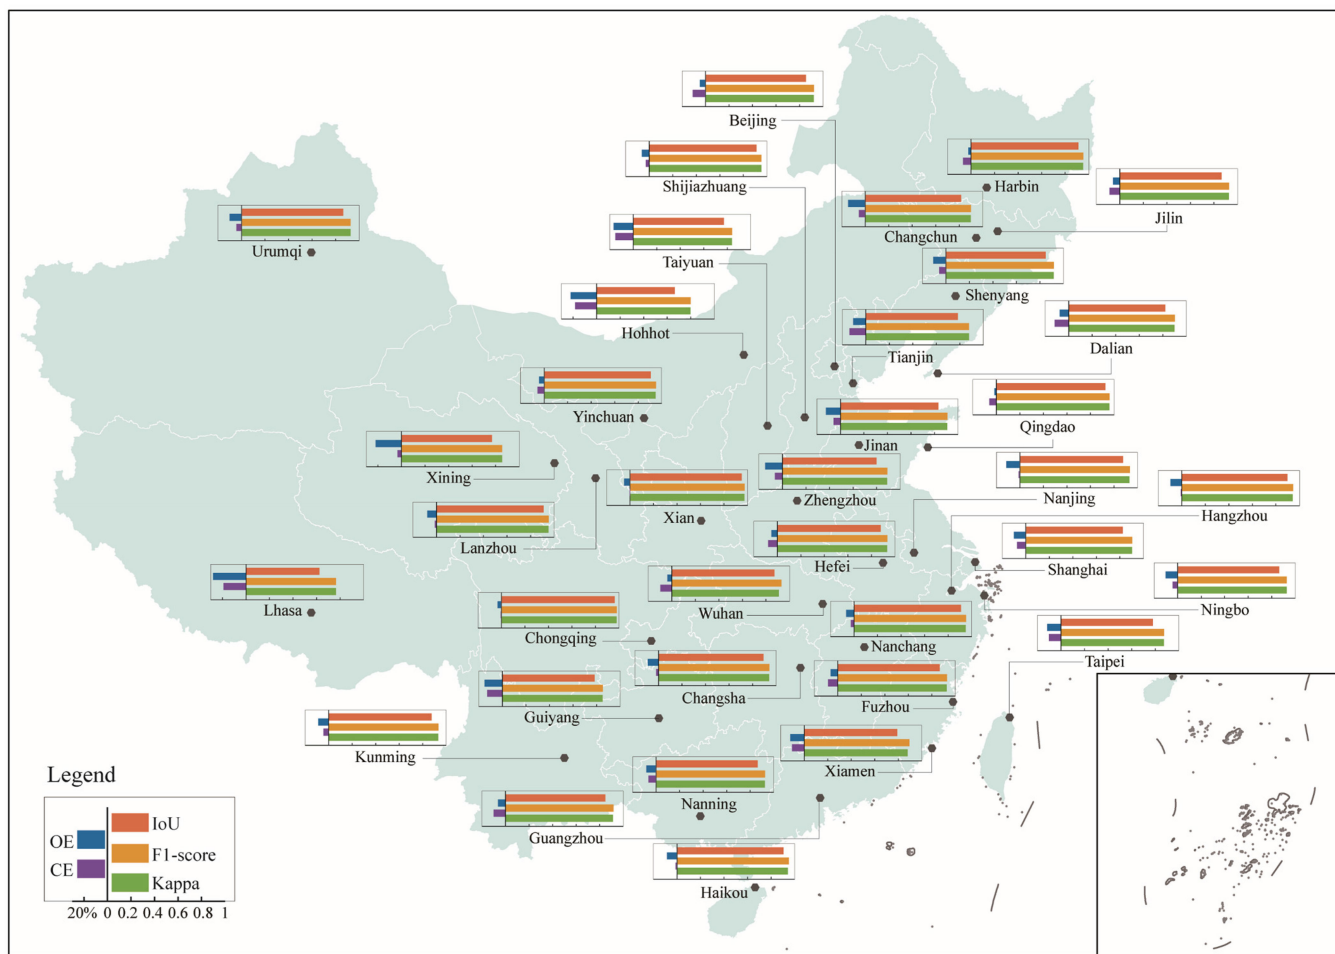 Beijing
Shijiazhuang
Harbin
Jilin
Urumqi
Taiyuan
Changchun
Shenyang
Hohhot
Tianjin
Dalian
Yinchuan
Qingdao
Jinan
Xining
Zhengzhou
Nanjing
Hangzhou
Xian
Lanzhou
Hefei
Shanghai
Lhasa
Wuhan
Ningbo
Chongqing
Nanchang
Taipei
Changsha
Fuzhou
Guiyang
Kunming
Xiamen
Nanning
Guangzhou
Haikou
Legend
IoU
OE
F1-score
CE
Kappa
20% 0 0.2 0.4 0.6 0.8 1